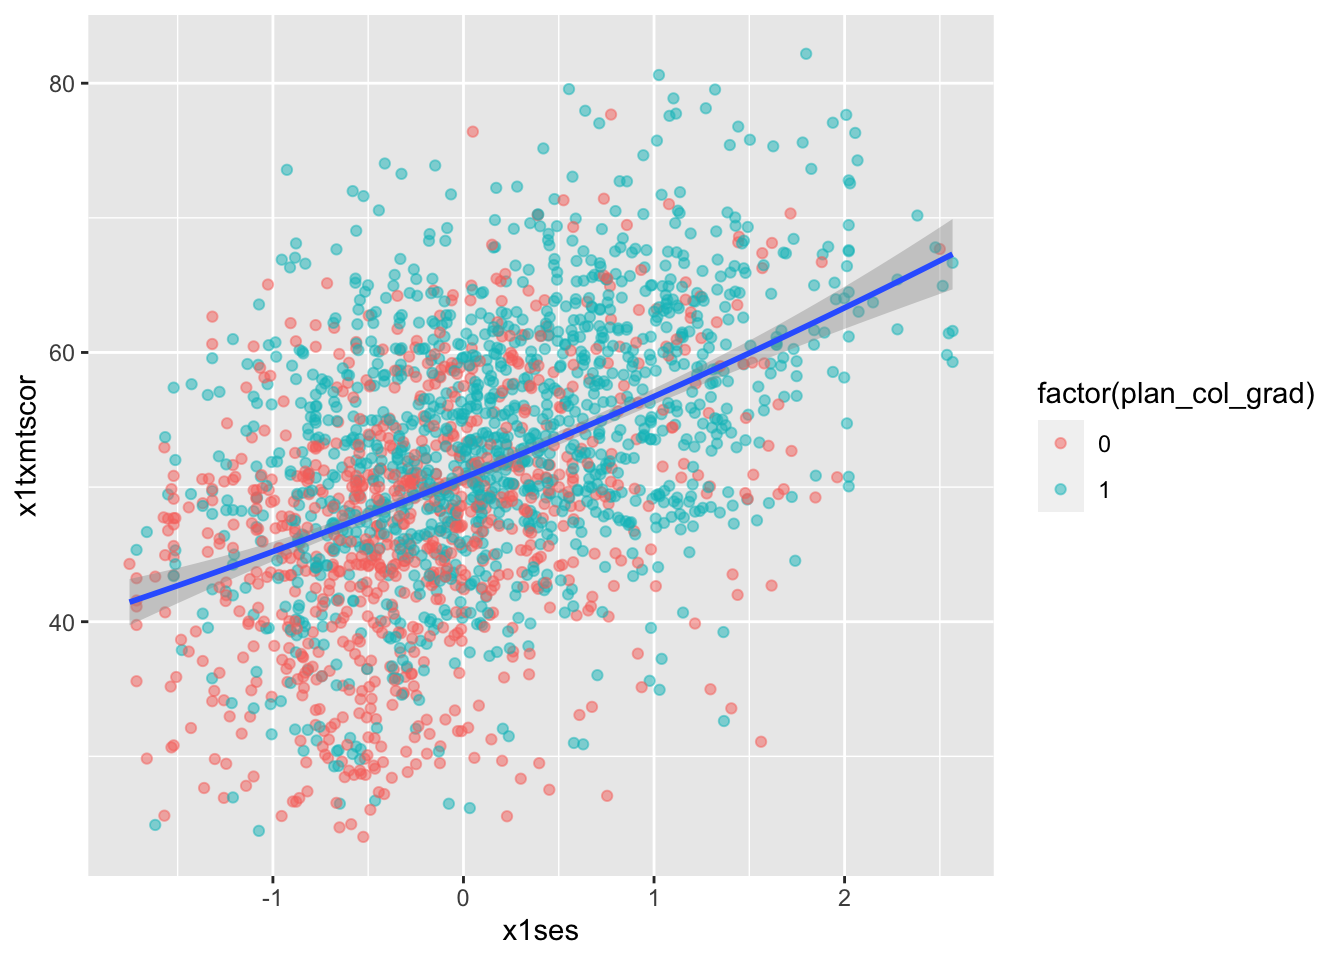 80
60
40
x1txmtscor
-1 0 1 2
x1ses
factor(plan_col_grad)
0
1